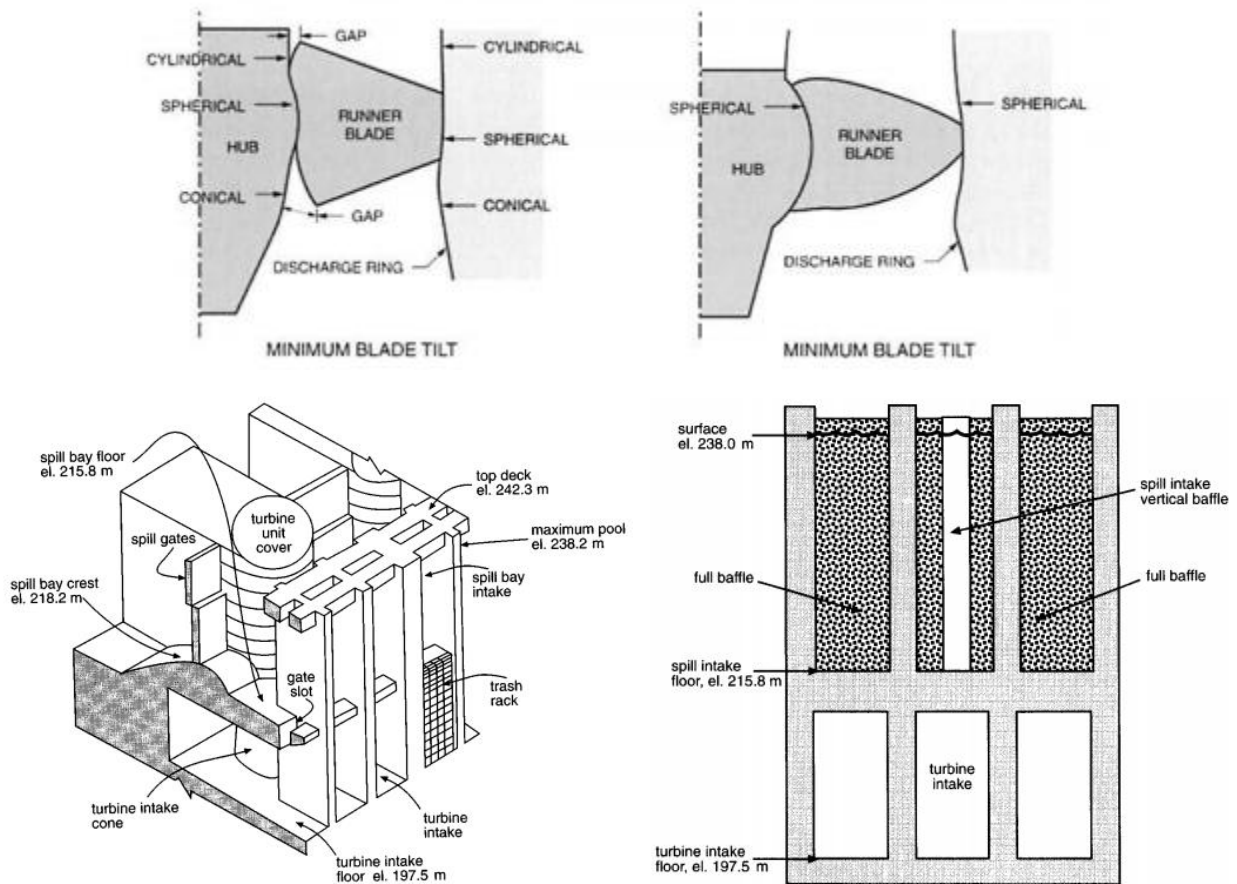 GAP
CYLINDRICAL
SPHERICAL
RUNNER
BLADE
HUB
CONICAL
GAP
CYLINDRICAL
SPHERICAL
CONICAL
DISCHARGE RING
MINIMUM BLADE TILT
SPHERICAL
SPHERICAL
RUNNER
BLADE
HUB
DISCHARGE RING
MINIMUM BLADE TILT
spill bay floor
el. 215.8 m
top deck
el. 242.3 m
turbine
unit
cover
spill gates
maximum pool
el. 238.2 m
spill bay
intake
spill bay crest
el. 218.2 m
gate
slot
trash
rack
turbine intake
cone
turbine
intake
turbine intake
floor el. 197.5 m
surface
el. 238.0 m
spill intake
vertical baffle
full baffle
full baffle
spill intake
floor, el. 215.8 m
turbine
intake
turbine intake
floor, el. 197.5 m